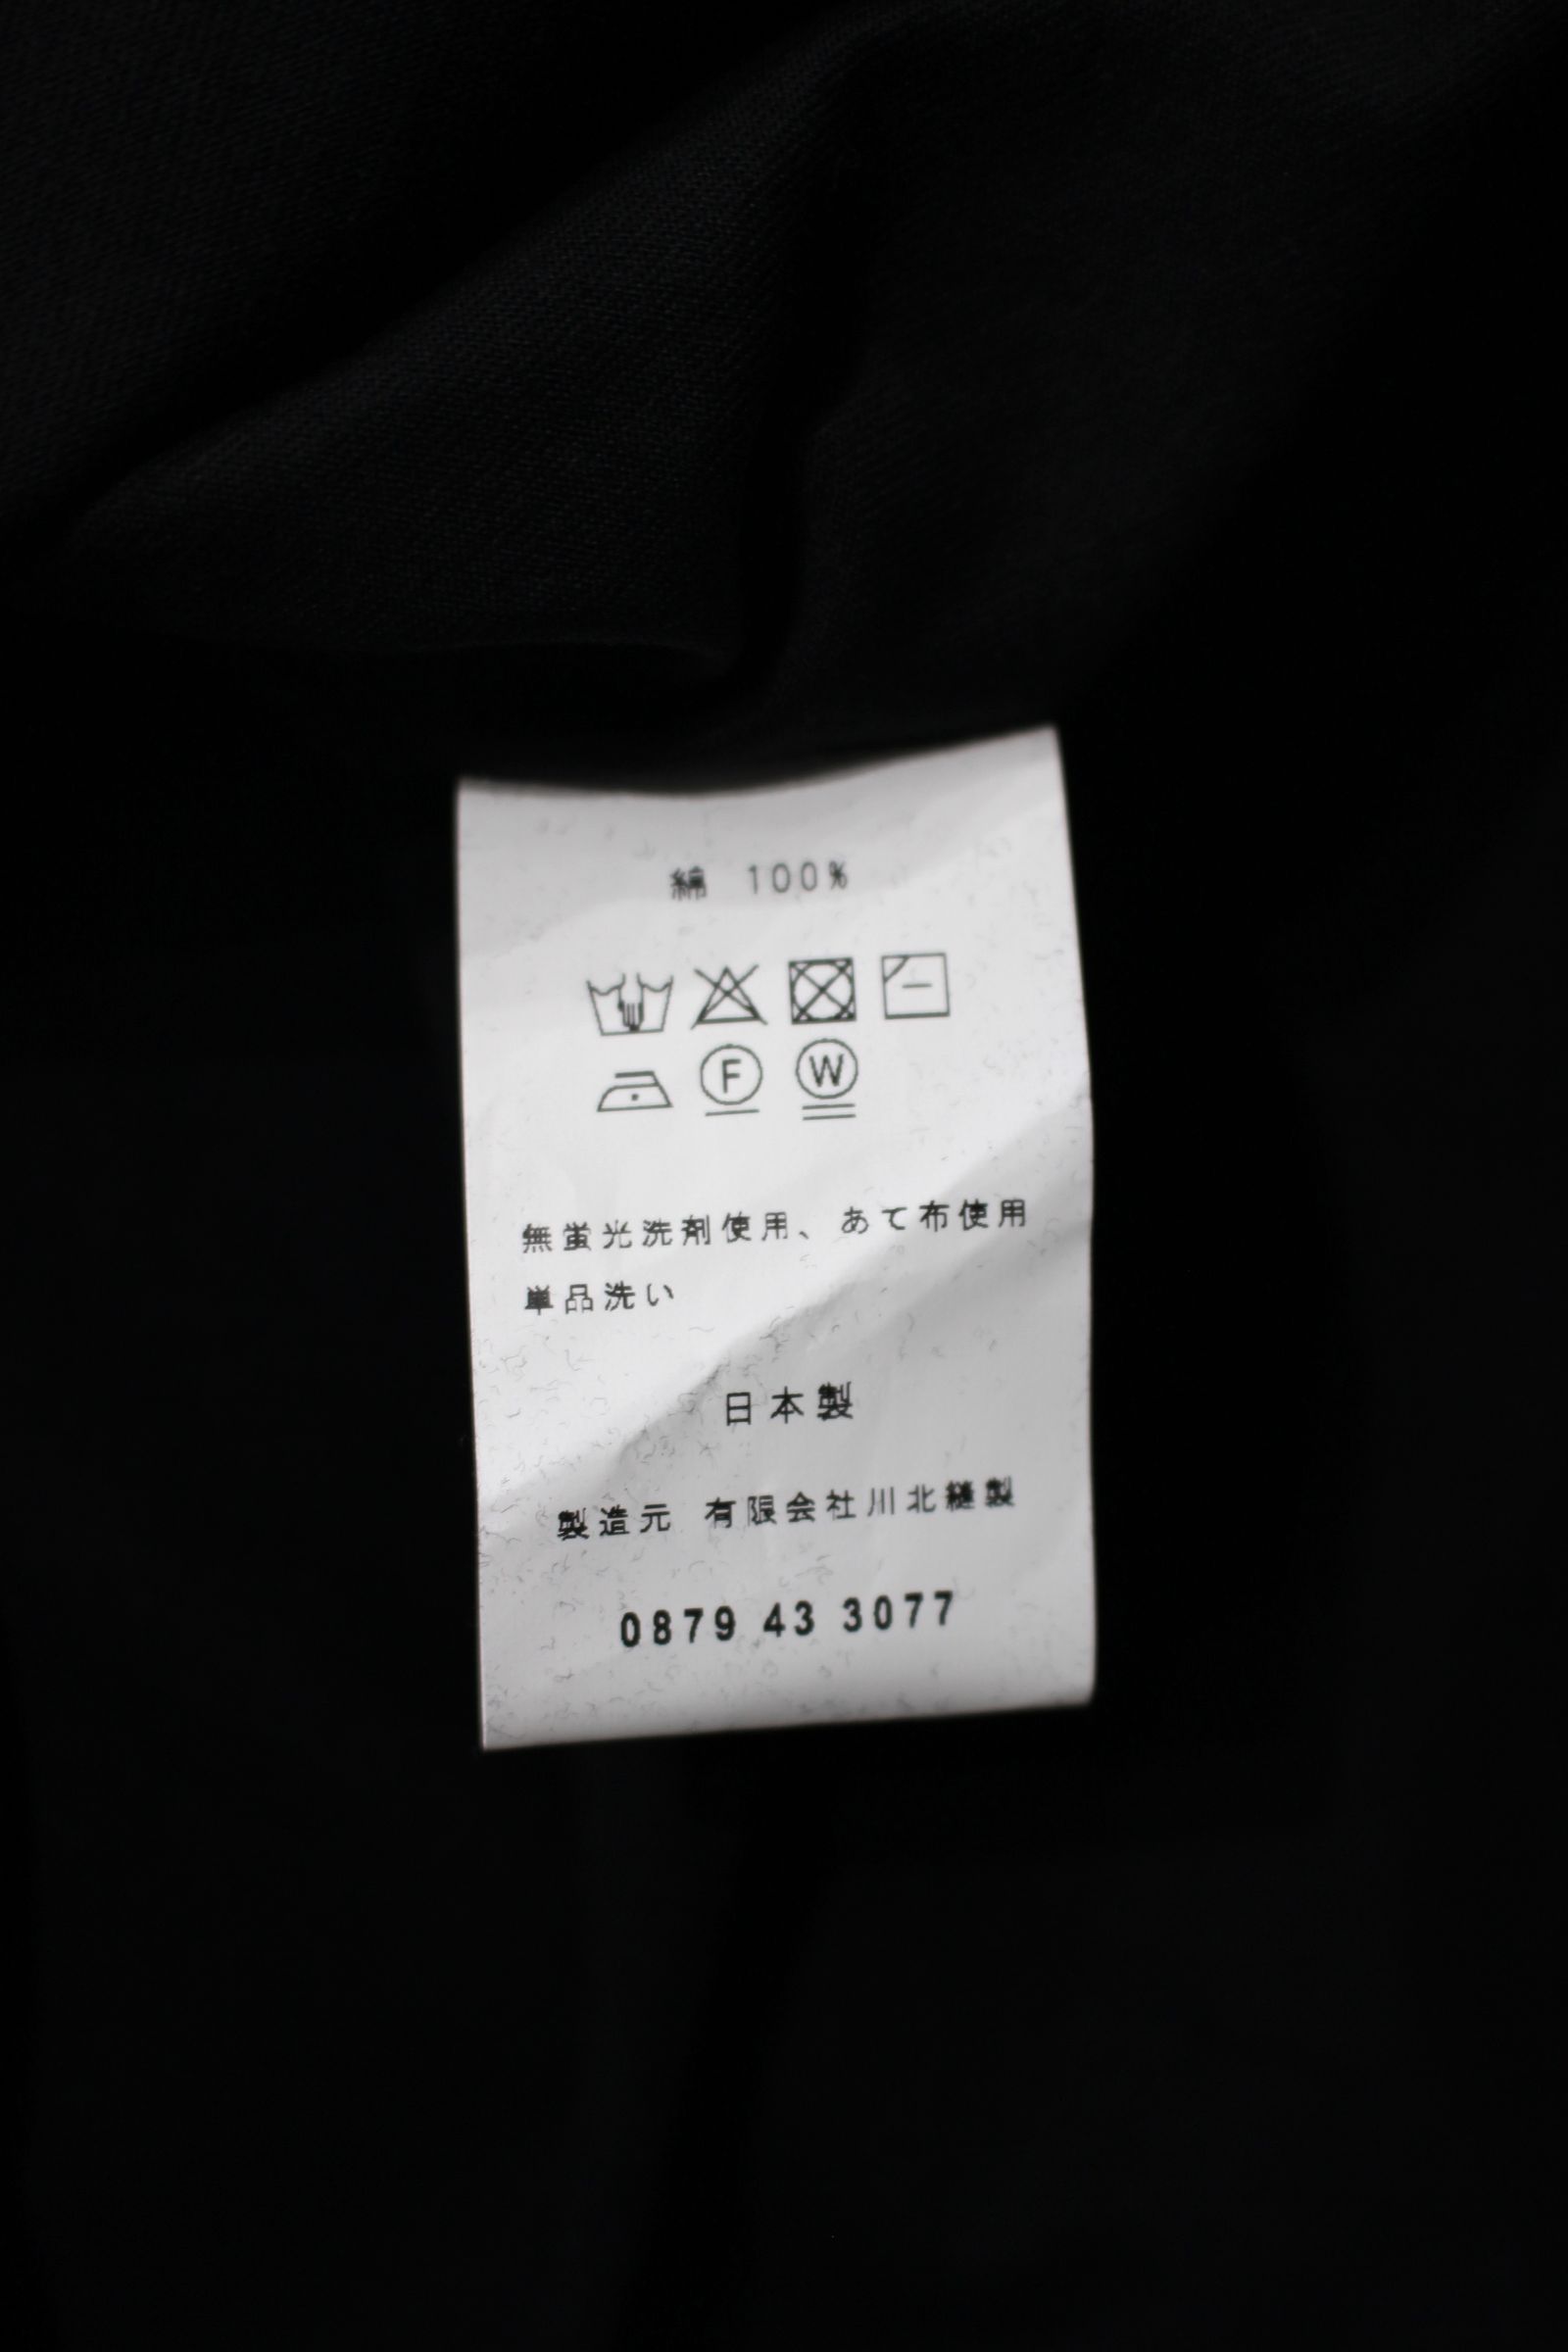 綿 100%
F W
無蛍光洗剤使用、あて布使用
単品洗い
日本製
製造元 有限会社川北縫製
0879 43 3077